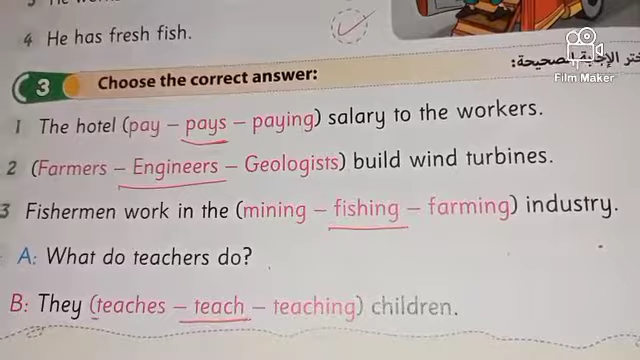 4 He has fresh fish.
3 Choose the correct answer:
الإجابة الصحيحة:
Film Maker
1 The hotel (pay – pays – paying) salary to the workers.
2 (Farmers – Engineers – Geologists) build wind turbines.
3 Fishermen work in the (mining – fishing – farming) industry.
A: What do teachers do?
B: They (teaches – teach – teaching) children.